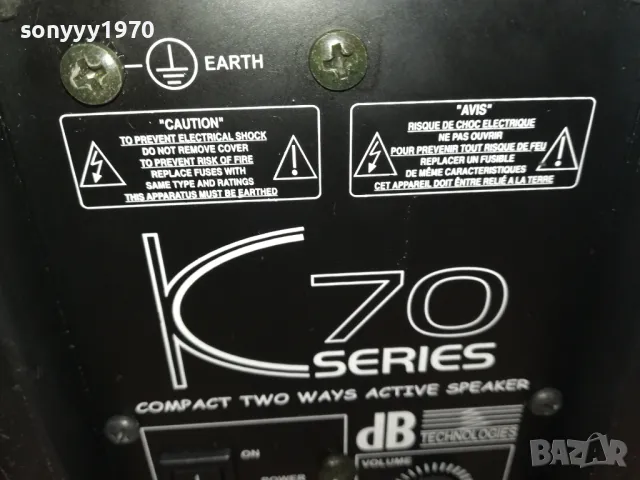 sonyyy1970
EARTH
"CAUTION"
TO PREVENT ELECTRICAL SHOCK
DO NOT REMOVE COVER
TO PREVENT RISK OF FIRE
REPLACE FUSES WITH
SAME TYPE AND RATINGS
THIS APPARATUS MUST BE EARTHED
"AVIS"
RISQUE DE CHOC ELECTRIQUE
NE PAS OUVRIR
POUR PREVENIR TOUT RISQUE DE FEU
REPLACER UN FUSIBLE
DE MÊME CARACTERISTIQUES
CET APPAREIL DOIT ÊNTRE RELIÉ A LA TERRE
K70
SERIES
COMPACT TWO WAYS ACTIVE SPEAKER
dB
TECHNOLOGIES
ON
POWER
VOLUME
BAZAR